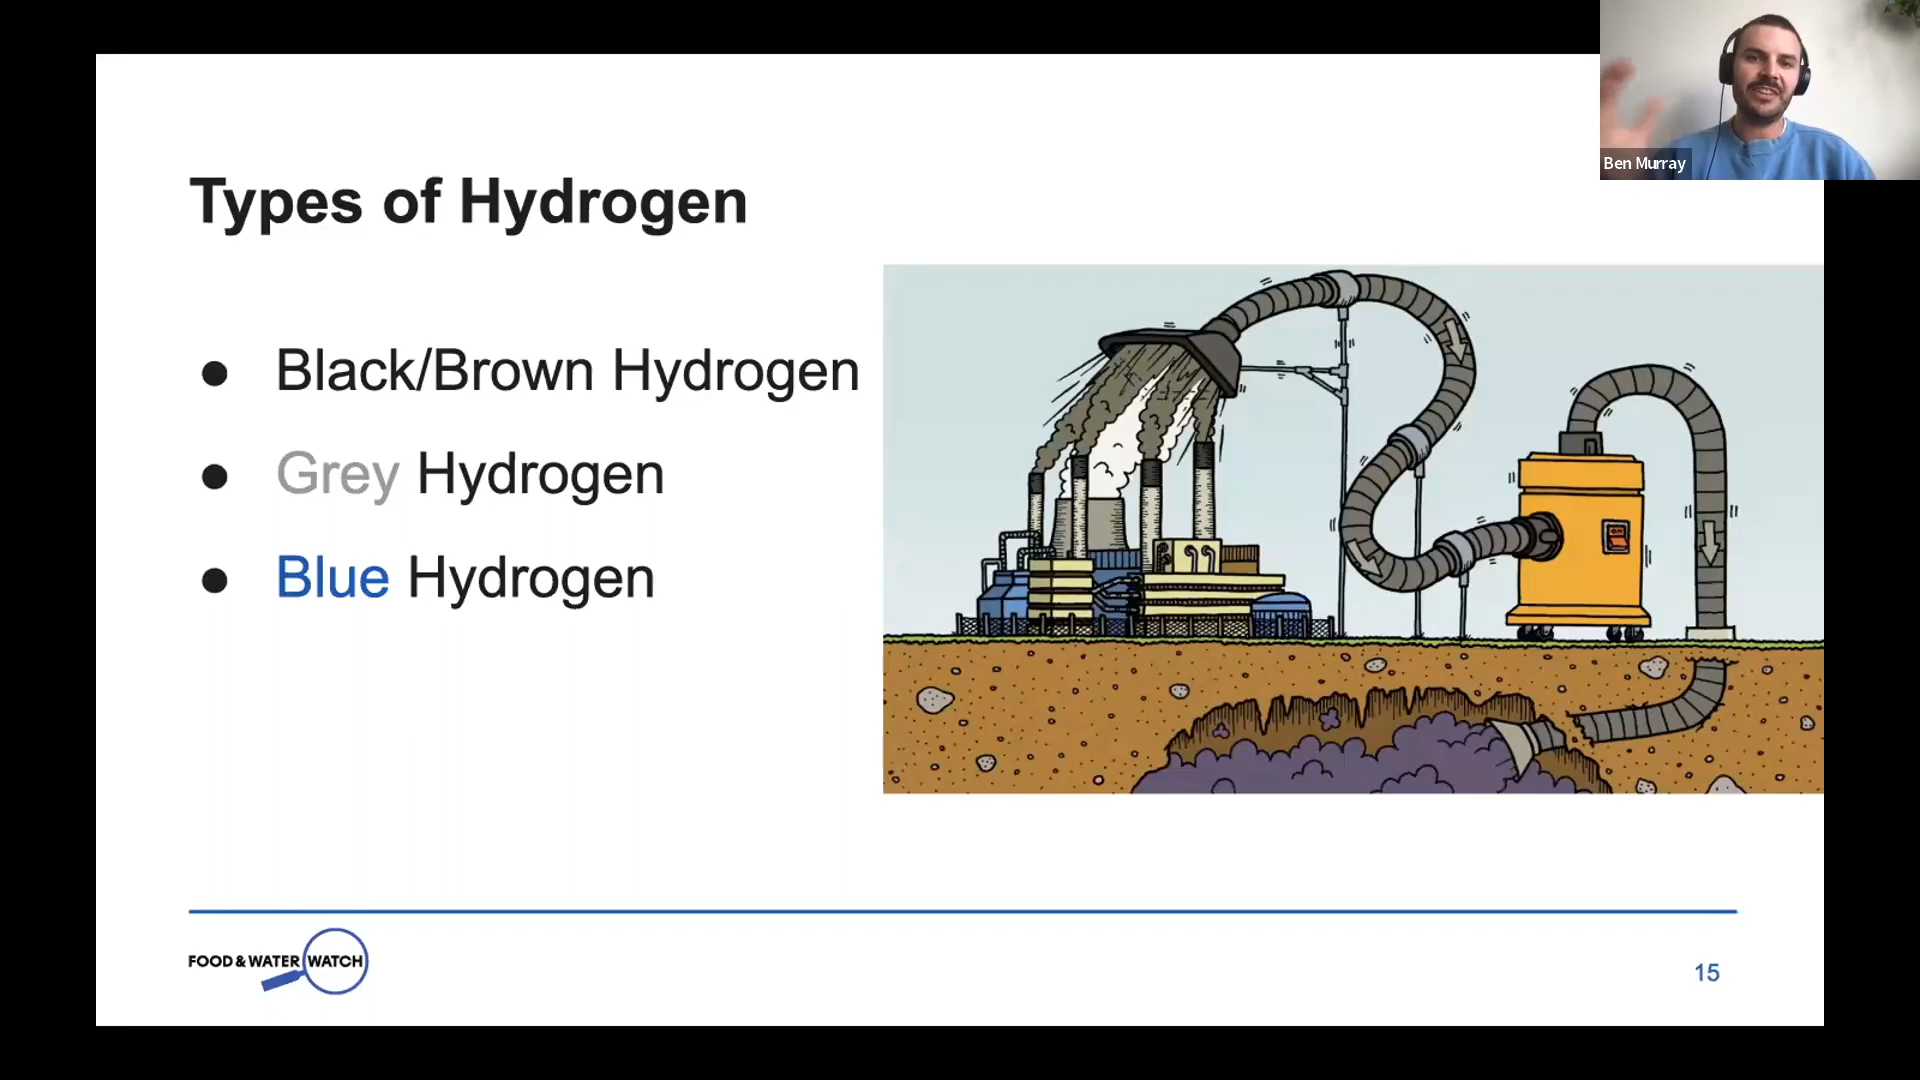 Ben Murray
Types of Hydrogen
Black/Brown Hydrogen
Grey Hydrogen
Blue Hydrogen
FOOD & WATER WATCH
15